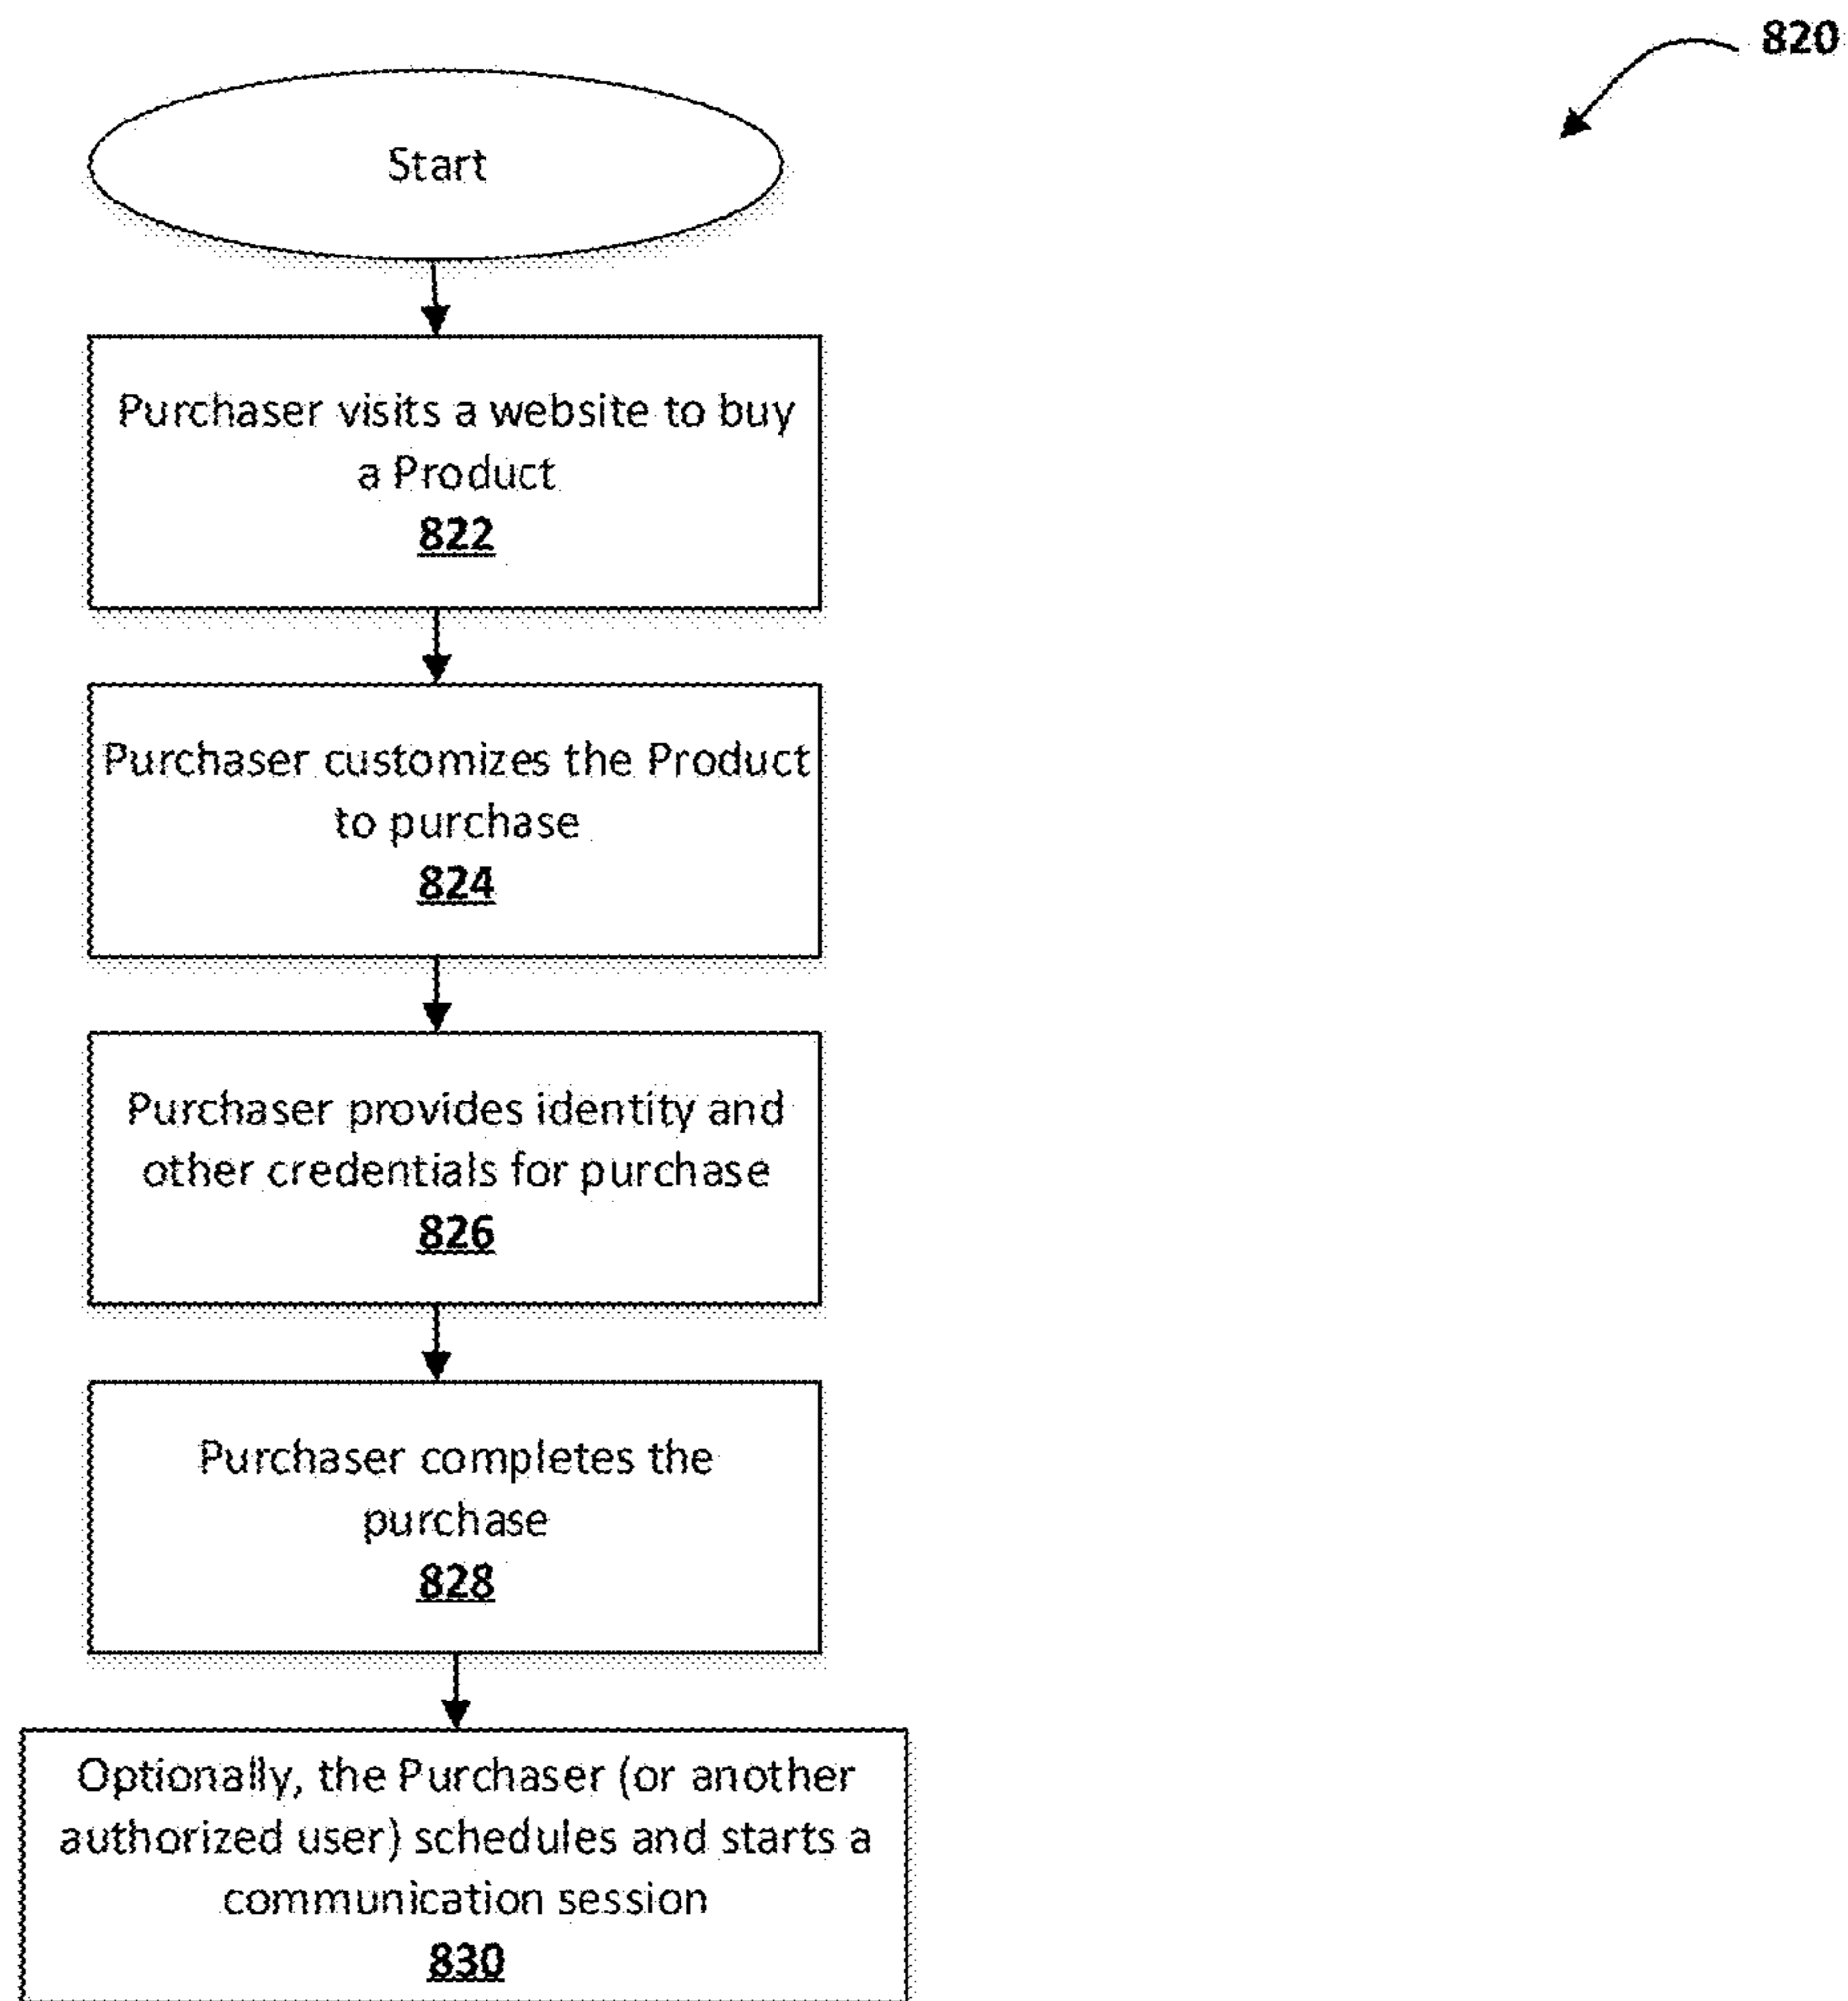 820
Start
Purchaser visits a website to buy
a Product
822
Purchaser customizes the Product
to purchase
824
Purchaser provides identity and
other credentials for purchase
826
Purchaser completes the
purchase
828
Optionally, the Purchaser (or another
authorized user) schedules and starts a
communication session
830